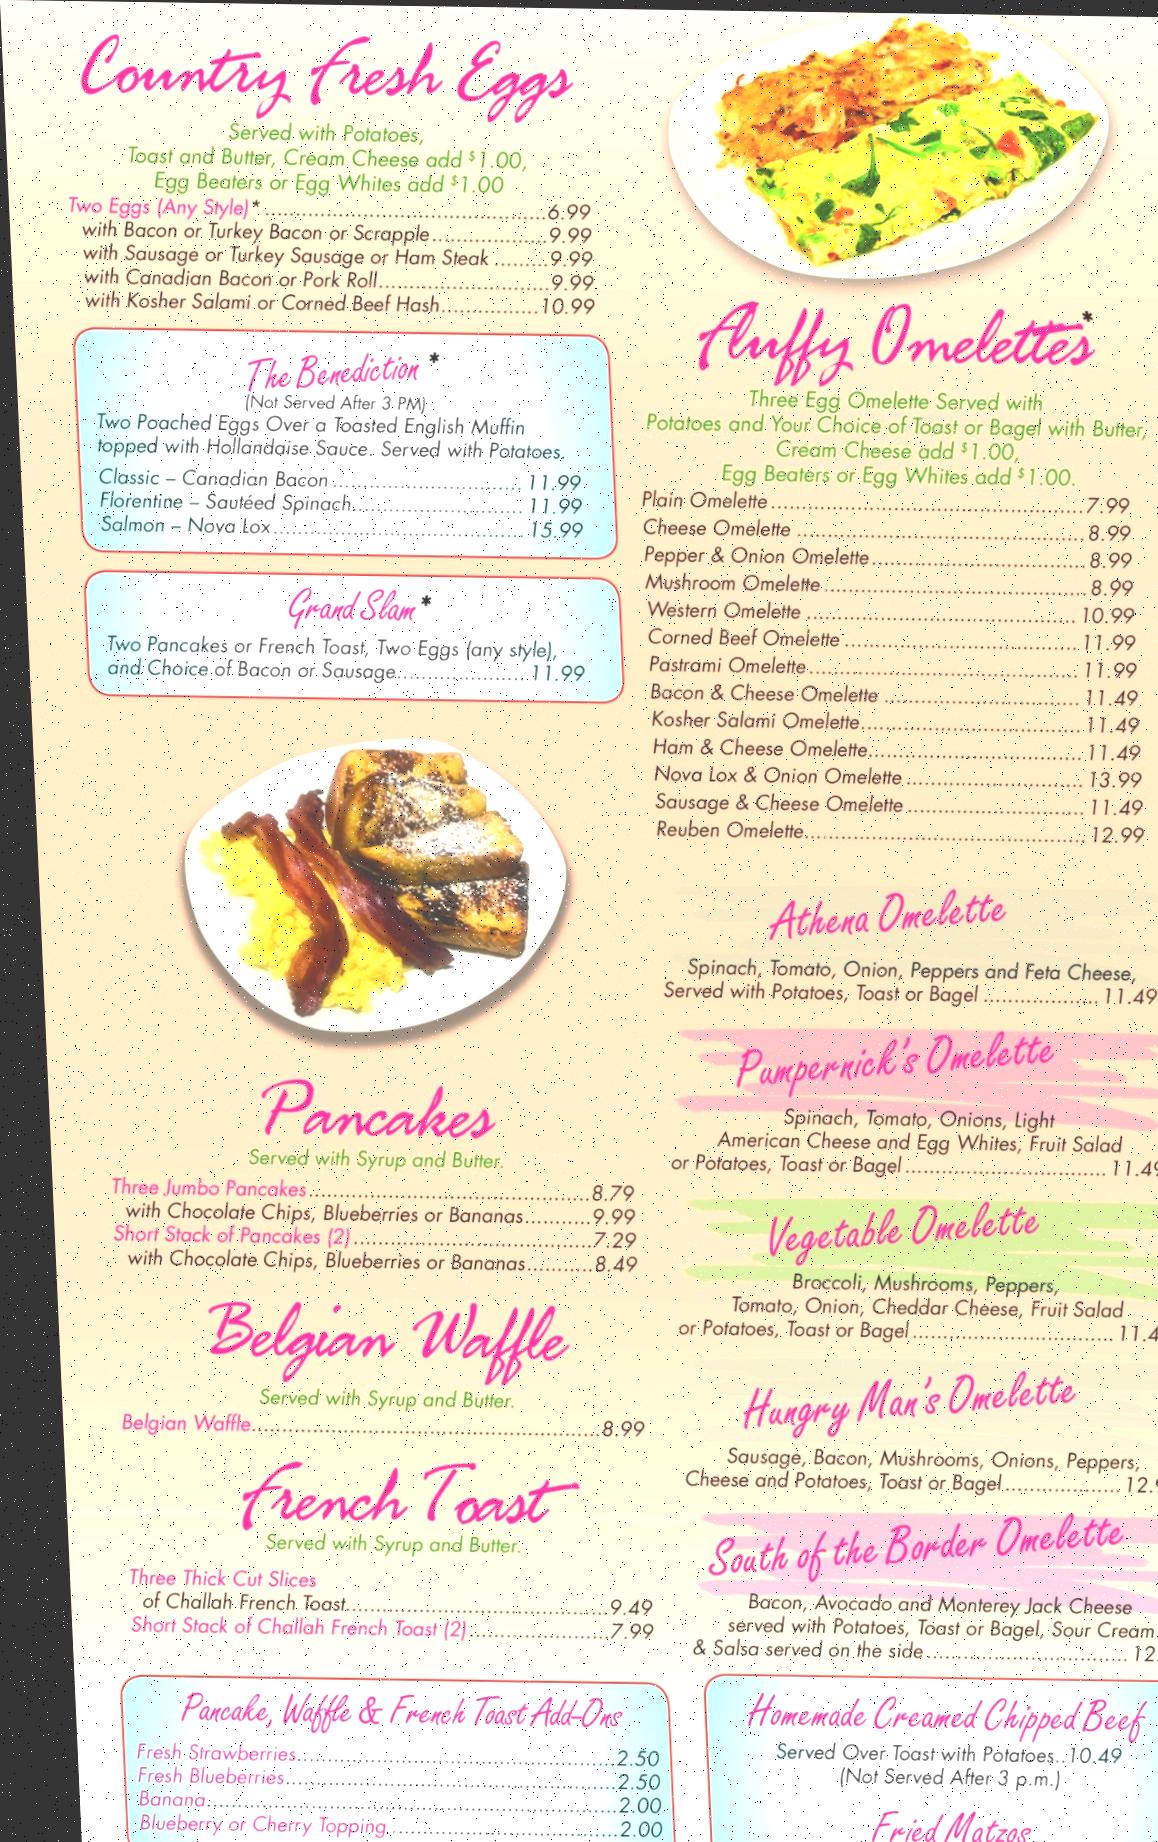 Country Fresh Eggs
Served with Potatoes,
Toast and Butter, Cream Cheese add $1.00,
Egg Beaters or Egg Whites add $1.00
Two Eggs (Any Style)*......6.99
with Bacon or Turkey Bacon or Scrapple......9.99
with Sausage or Turkey Sausage or Ham Steak ......9.99
with Canadian Bacon or Pork Roll......9.99
with Kosher Salami or Corned Beef Hash......10.99
The Benediction *
(Not Served After 3 PM)
Two Poached Eggs Over a Toasted English Muffin
topped with Hollandaise Sauce. Served with Potatoes.
Classic – Canadian Bacon......11.99
Florentine – Sautéed Spinach......11.99
Salmon – Nova Lox......15.99
Grand Slam *
Two Pancakes or French Toast, Two Eggs (any style),
and Choice of Bacon or Sausage......11.99
Pancakes
Served with Syrup and Butter.
Three Jumbo Pancakes......8.79
with Chocolate Chips, Blueberries or Bananas......9.99
Short Stack of Pancakes (2)......7.29
with Chocolate Chips, Blueberries or Bananas......8.49
Belgian Waffle
Served with Syrup and Butter.
Belgian Waffle......8.99
French Toast
Served with Syrup and Butter.
Three Thick Cut Slices
of Challah French Toast......9.49
Short Stack of Challah French Toast (2)......7.99
Pancake, Waffle & French Toast Add-Ons
Fresh Strawberries......2.50
Fresh Blueberries......2.50
Banana......2.00
Blueberry or Cherry Topping......2.00
Fluffy Omelettes*
Three Egg Omelette Served with
Potatoes and Your Choice of Toast or Bagel with Butter,
Cream Cheese add $1.00,
Egg Beaters or Egg Whites add $1.00.
Plain Omelette......7.99
Cheese Omelette ......8.99
Pepper & Onion Omelette......8.99
Mushroom Omelette......8.99
Western Omelette......10.99
Corned Beef Omelette......11.99
Pastrami Omelette......11.99
Bacon & Cheese Omelette......11.49
Kosher Salami Omelette......11.49
Ham & Cheese Omelette......11.49
Nova Lox & Onion Omelette......13.99
Sausage & Cheese Omelette......11.49
Reuben Omelette......12.99
Athena Omelette
Spinach, Tomato, Onion, Peppers and Feta Cheese,
Served with Potatoes, Toast or Bagel ......11.49
Pumpernick's Omelette
Spinach, Tomato, Onions, Light
American Cheese and Egg Whites, Fruit Salad
or Potatoes, Toast or Bagel......11.49
Vegetable Omelette
Broccoli, Mushrooms, Peppers,
Tomato, Onion, Cheddar Cheese, Fruit Salad
or Potatoes, Toast or Bagel......11.4
Hungry Man's Omelette
Sausage, Bacon, Mushrooms, Onions, Peppers,
Cheese and Potatoes, Toast or Bagel......12.
South of the Border Omelette
Bacon, Avocado and Monterey Jack Cheese
served with Potatoes, Toast or Bagel, Sour Cream
& Salsa served on the side......12.
Homemade Creamed Chipped Beef
Served Over Toast with Potatoes..10.49
(Not Served After 3 p.m.)
Fried Matzos